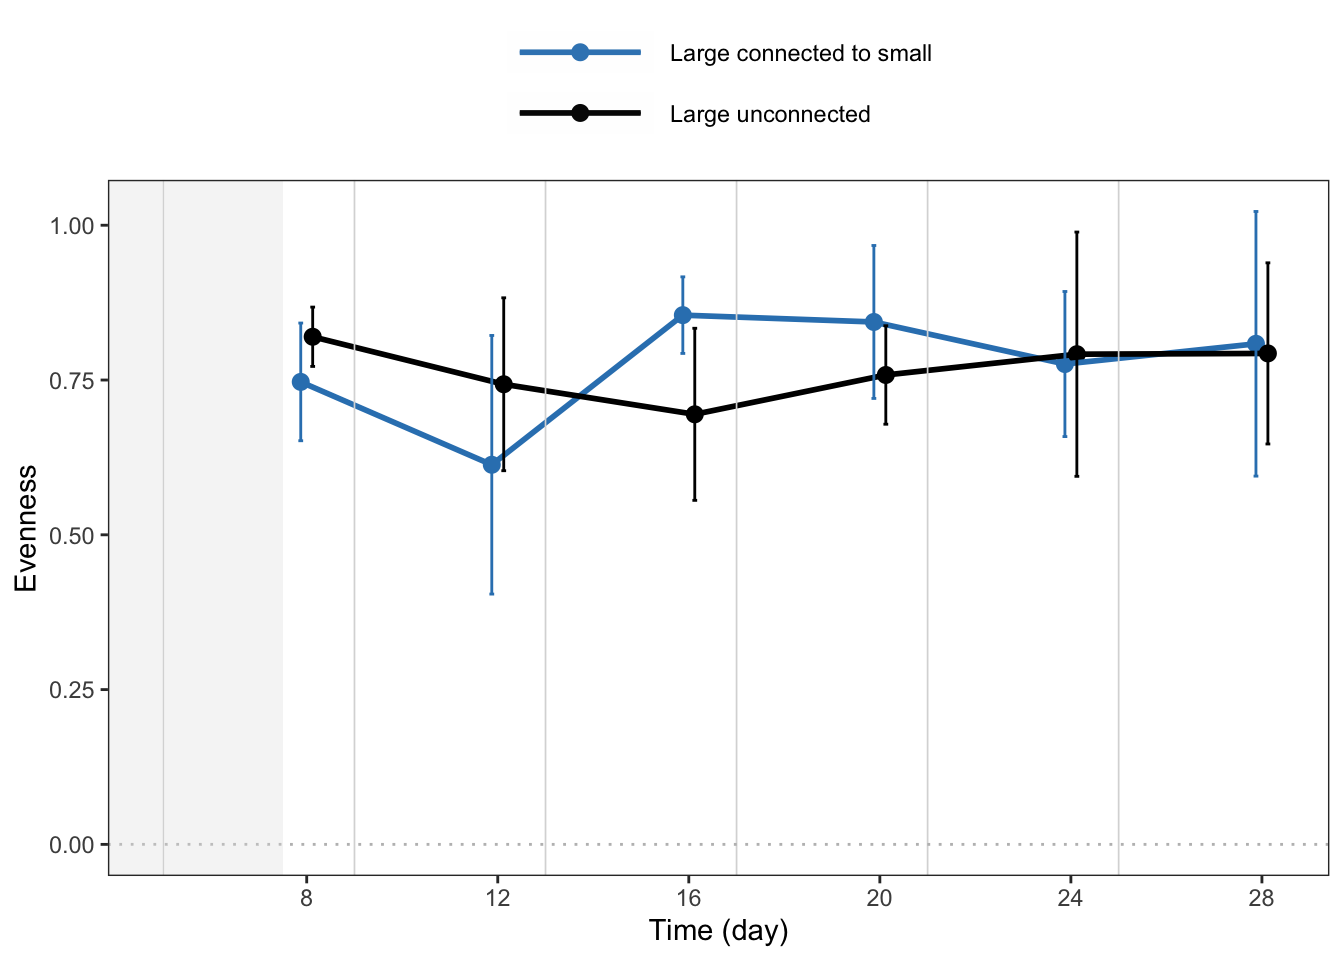 Large connected to small
Large unconnected
1.00
0.75
0.50
0.25
0.00
Evenness
8 12 16 20 24 28
Time (day)